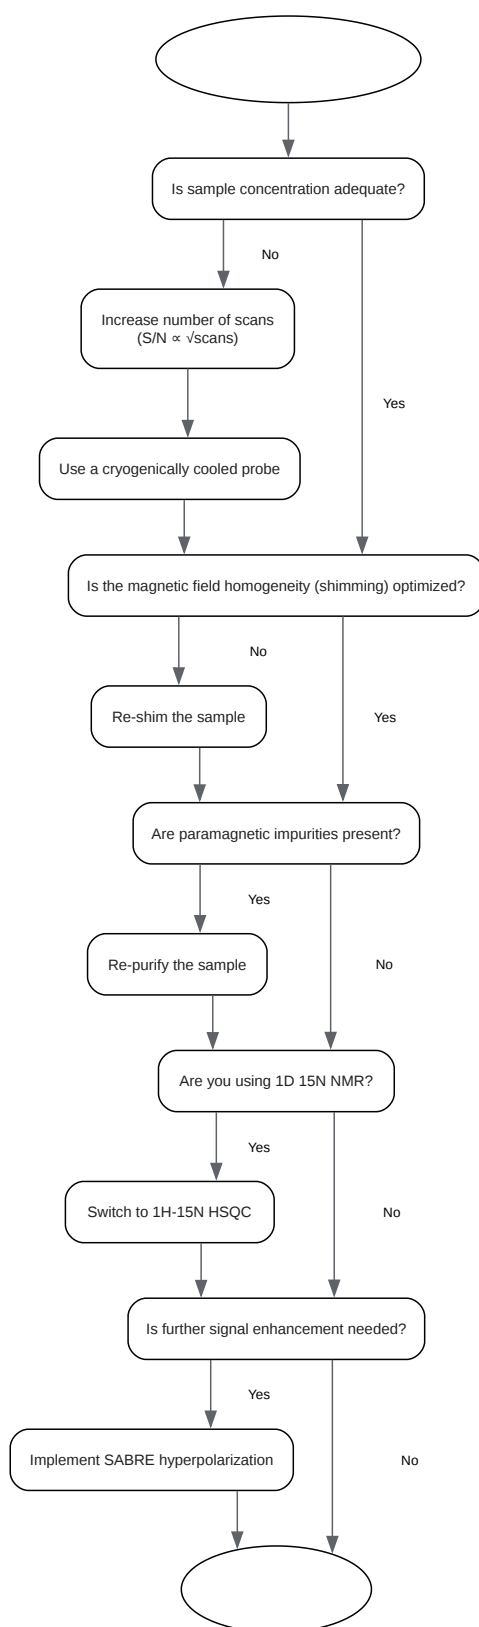 Is sample concentration adequate?
No
Increase number of scans
(S/N ∝ √scans)
Yes
Use a cryogenically cooled probe
Is the magnetic field homogeneity (shimming) optimized?
No
Re-shim the sample
Yes
Are paramagnetic impurities present?
Yes
Re-purify the sample
No
Are you using 1D 15N NMR?
Yes
Switch to 1H-15N HSQC
No
Is further signal enhancement needed?
Yes
Implement SABRE hyperpolarization
No